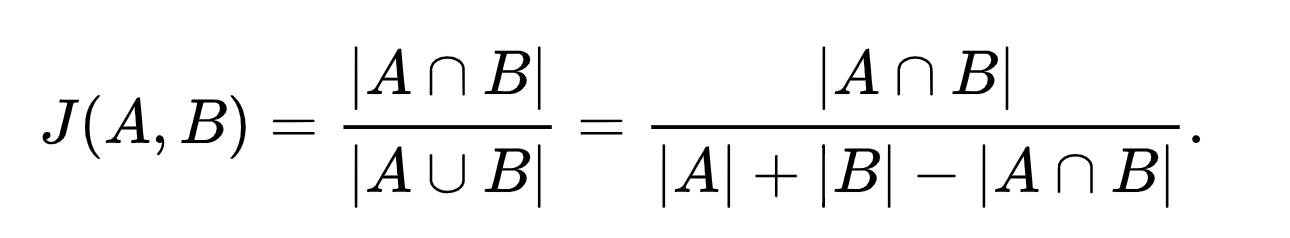 J(A, B) = |A ∩ B| / |A ∪ B| = |A ∩ B| / (|A| + |B| − |A ∩ B|).